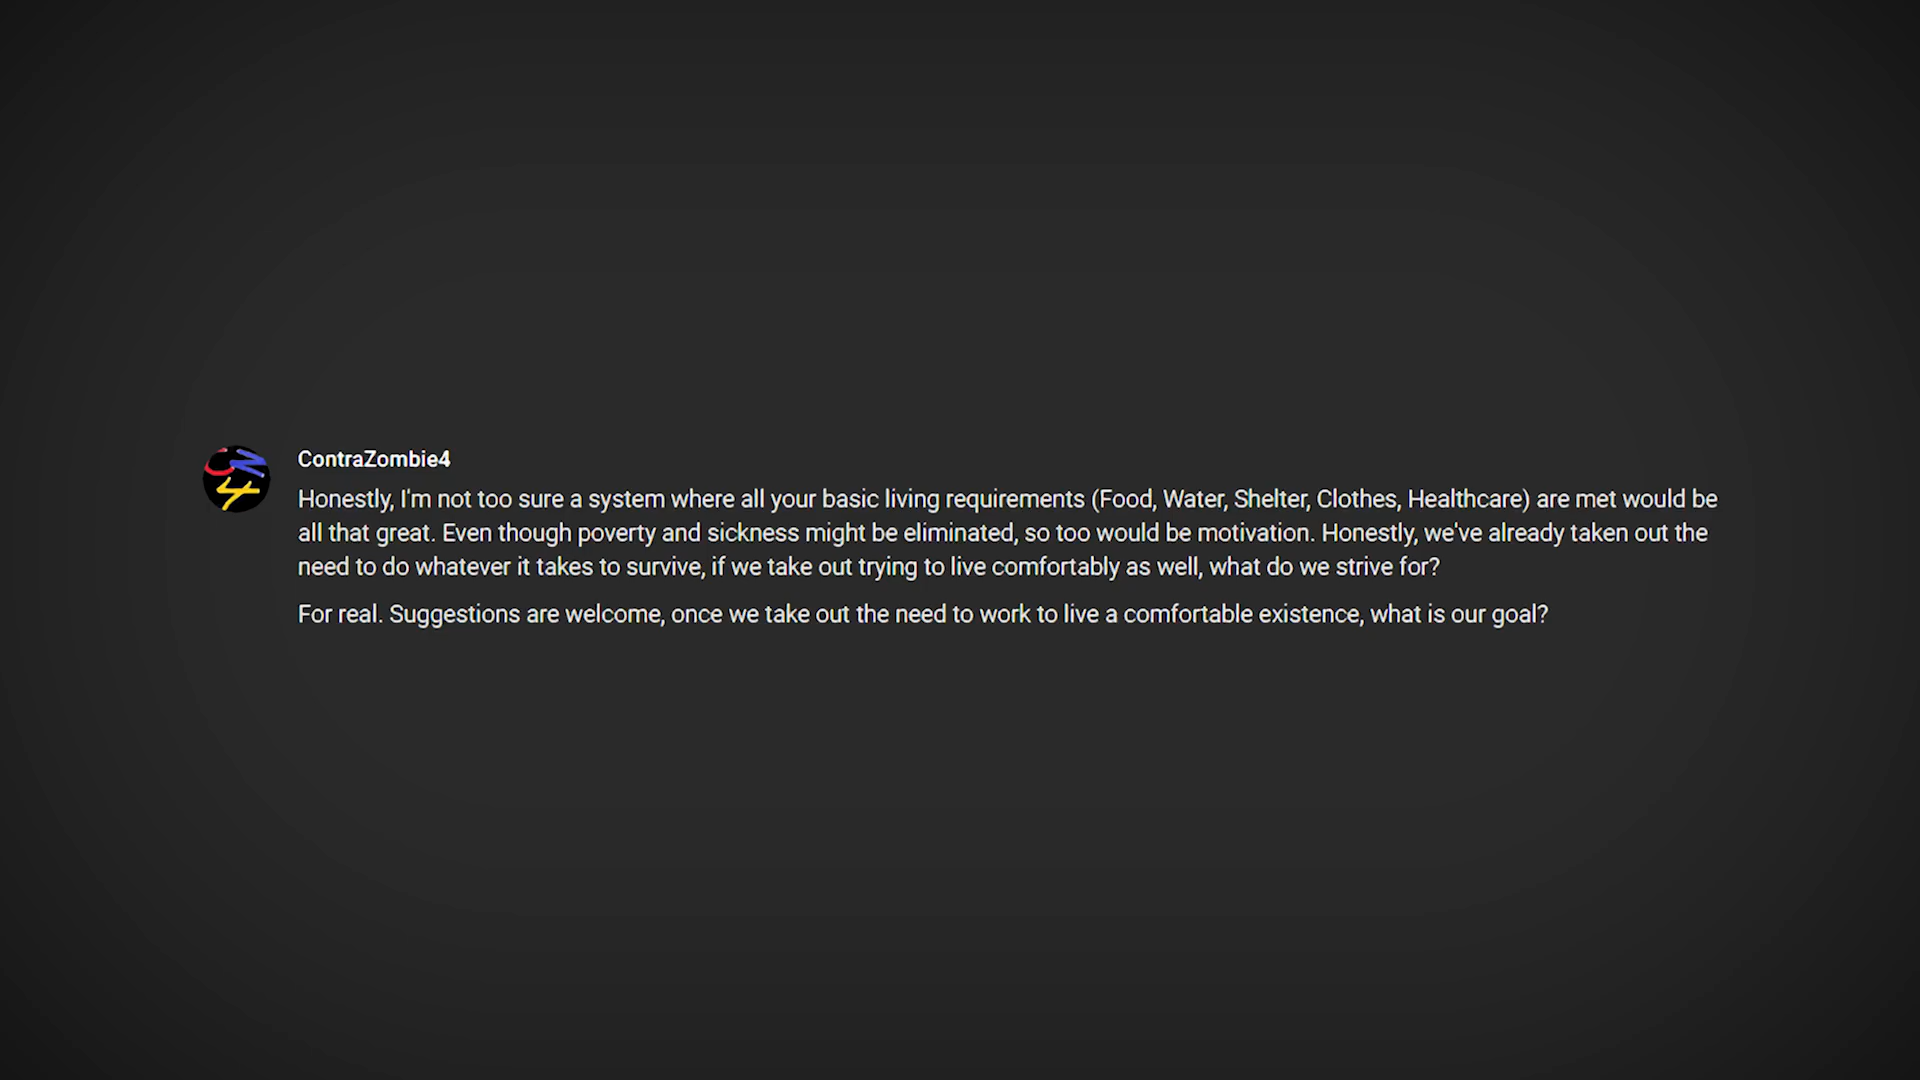 ContraZombie4
Honestly, I'm not too sure a system where all your basic living requirements (Food, Water, Shelter, Clothes, Healthcare) are met would be
all that great. Even though poverty and sickness might be eliminated, so too would be motivation. Honestly, we've already taken out the
need to do whatever it takes to survive, if we take out trying to live comfortably as well, what do we strive for?
For real. Suggestions are welcome, once we take out the need to work to live a comfortable existence, what is our goal?